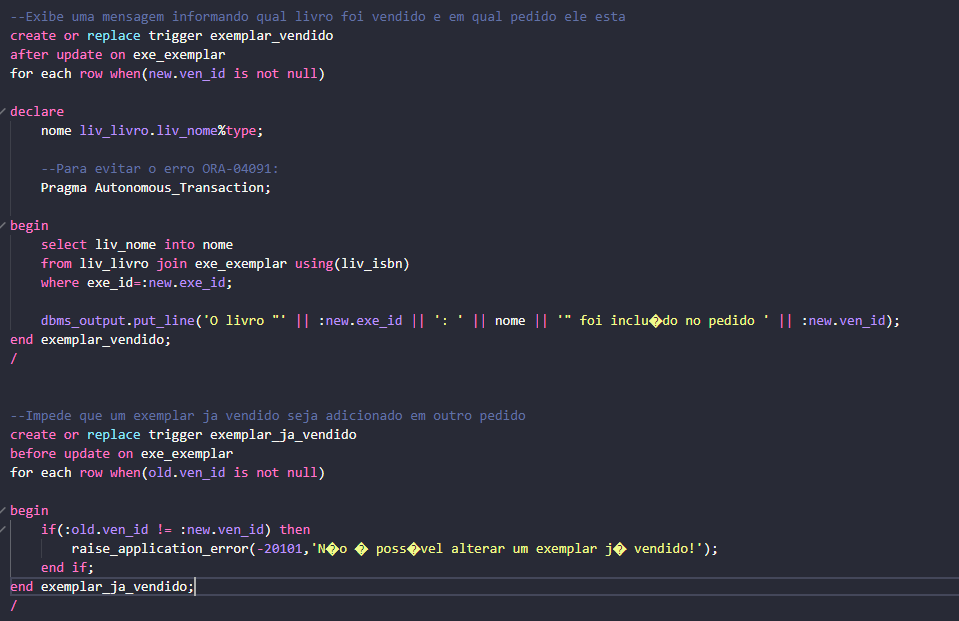 --Exibe uma mensagem informando qual livro foi vendido e em qual pedido ele esta
create or replace trigger exemplar_vendido
after update on exe_exemplar
for each row when(new.ven_id is not null)
declare
nome liv_livro.liv_nome%type;
--Para evitar o erro ORA-04091:
Pragma Autonomous_Transaction;
begin
select liv_nome into nome
from liv_livro join exe_exemplar using(liv_isbn)
where exe_id=:new.exe_id;
dbms_output.put_line('O livro "' || :new.exe_id || ': ' || nome || '" foi inclu�do no pedido ' || :new.ven_id);
end exemplar_vendido;
/
--Impede que um exemplar ja vendido seja adicionado em outro pedido
create or replace trigger exemplar_ja_vendido
before update on exe_exemplar
for each row when(old.ven_id is not null)
begin
if(:old.ven_id != :new.ven_id) then
raise_application_error(-20101,'N�o � poss�vel alterar um exemplar j� vendido!');
end if;
end exemplar_ja_vendido;
/